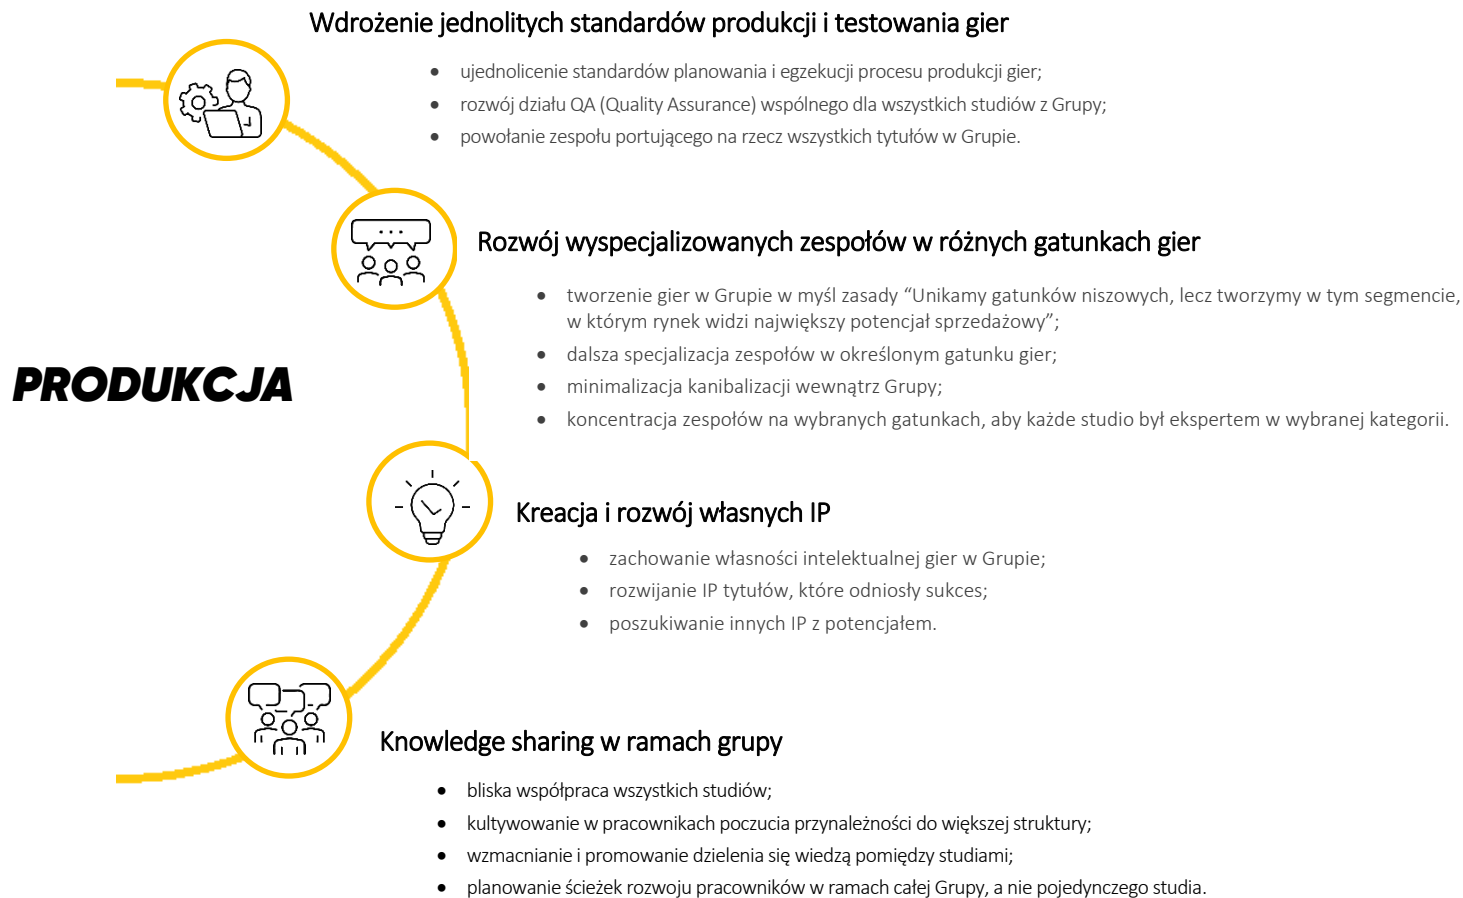 Wdrożenie jednolitych standardów produkcji i testowania gier
• ujednolicenie standardów planowania i egzekucji procesu produkcji gier;
• rozwój działu QA (Quality Assurance) wspólnego dla wszystkich studiów z Grupy;
• powołanie zespołu portującego na rzecz wszystkich tytułów w Grupie.
Rozwój wyspecjalizowanych zespołów w różnych gatunkach gier
• tworzenie gier w Grupie w myśl zasady “Unikamy gatunków niszowych, lecz tworzymy w tym segmencie,
w którym rynek widzi największy potencjał sprzedażowy”;
• dalsza specjalizacja zespołów w określonym gatunku gier;
• minimalizacja kanibalizacji wewnątrz Grupy;
• koncentracja zespołów na wybranych gatunkach, aby każde studio był ekspertem w wybranej kategorii.
PRODUKCJA
Kreacja i rozwój własnych IP
• zachowanie własności intelektualnej gier w Grupie;
• rozwijanie IP tytułów, które odniosły sukces;
• poszukiwanie innych IP z potencjałem.
Knowledge sharing w ramach grupy
• bliska współpraca wszystkich studiów;
• kultywowanie w pracownikach poczucia przynależności do większej struktury;
• wzmacnianie i promowanie dzielenia się wiedzą pomiędzy studiami;
• planowanie ścieżek rozwoju pracowników w ramach całej Grupy, a nie pojedynczego studia.